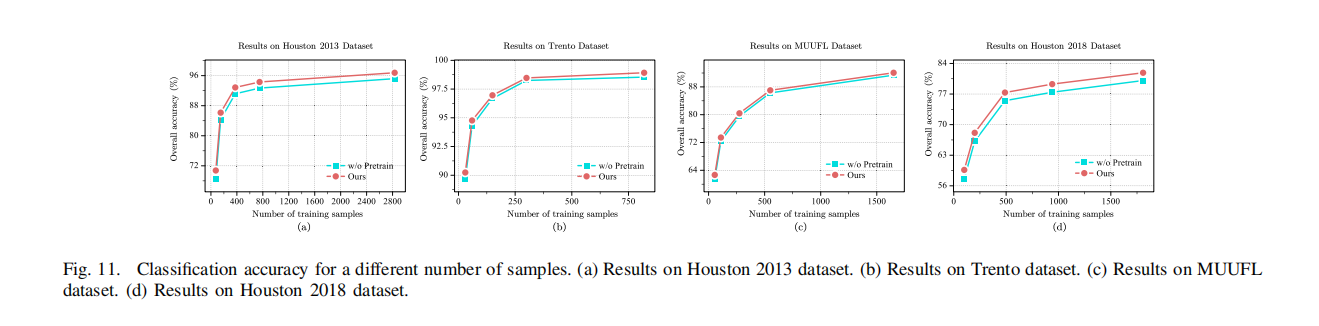 Results on Houston 2013 Dataset
Overall accuracy (%)
96
88
80
72
0 400 800 1200 1600 2000 2400 2800
w/o Pretrain
Ours
Number of training samples
(a)
Results on Trento Dataset
Overall accuracy (%)
100
97.5
95
92.5
90
0 250 500 750
w/o Pretrain
Ours
Number of training samples
(b)
Results on MUUFL Dataset
Overall accuracy (%)
88
80
72
64
0 500 1000 1500
w/o Pretrain
Ours
Number of training samples
(c)
Results on Houston 2018 Dataset
Overall accuracy (%)
84
77
70
63
56
0 500 1000 1500
w/o Pretrain
Ours
Number of training samples
(d)
Fig. 11. Classification accuracy for a different number of samples. (a) Results on Houston 2013 dataset. (b) Results on Trento dataset. (c) Results on MUUFL
dataset. (d) Results on Houston 2018 dataset.